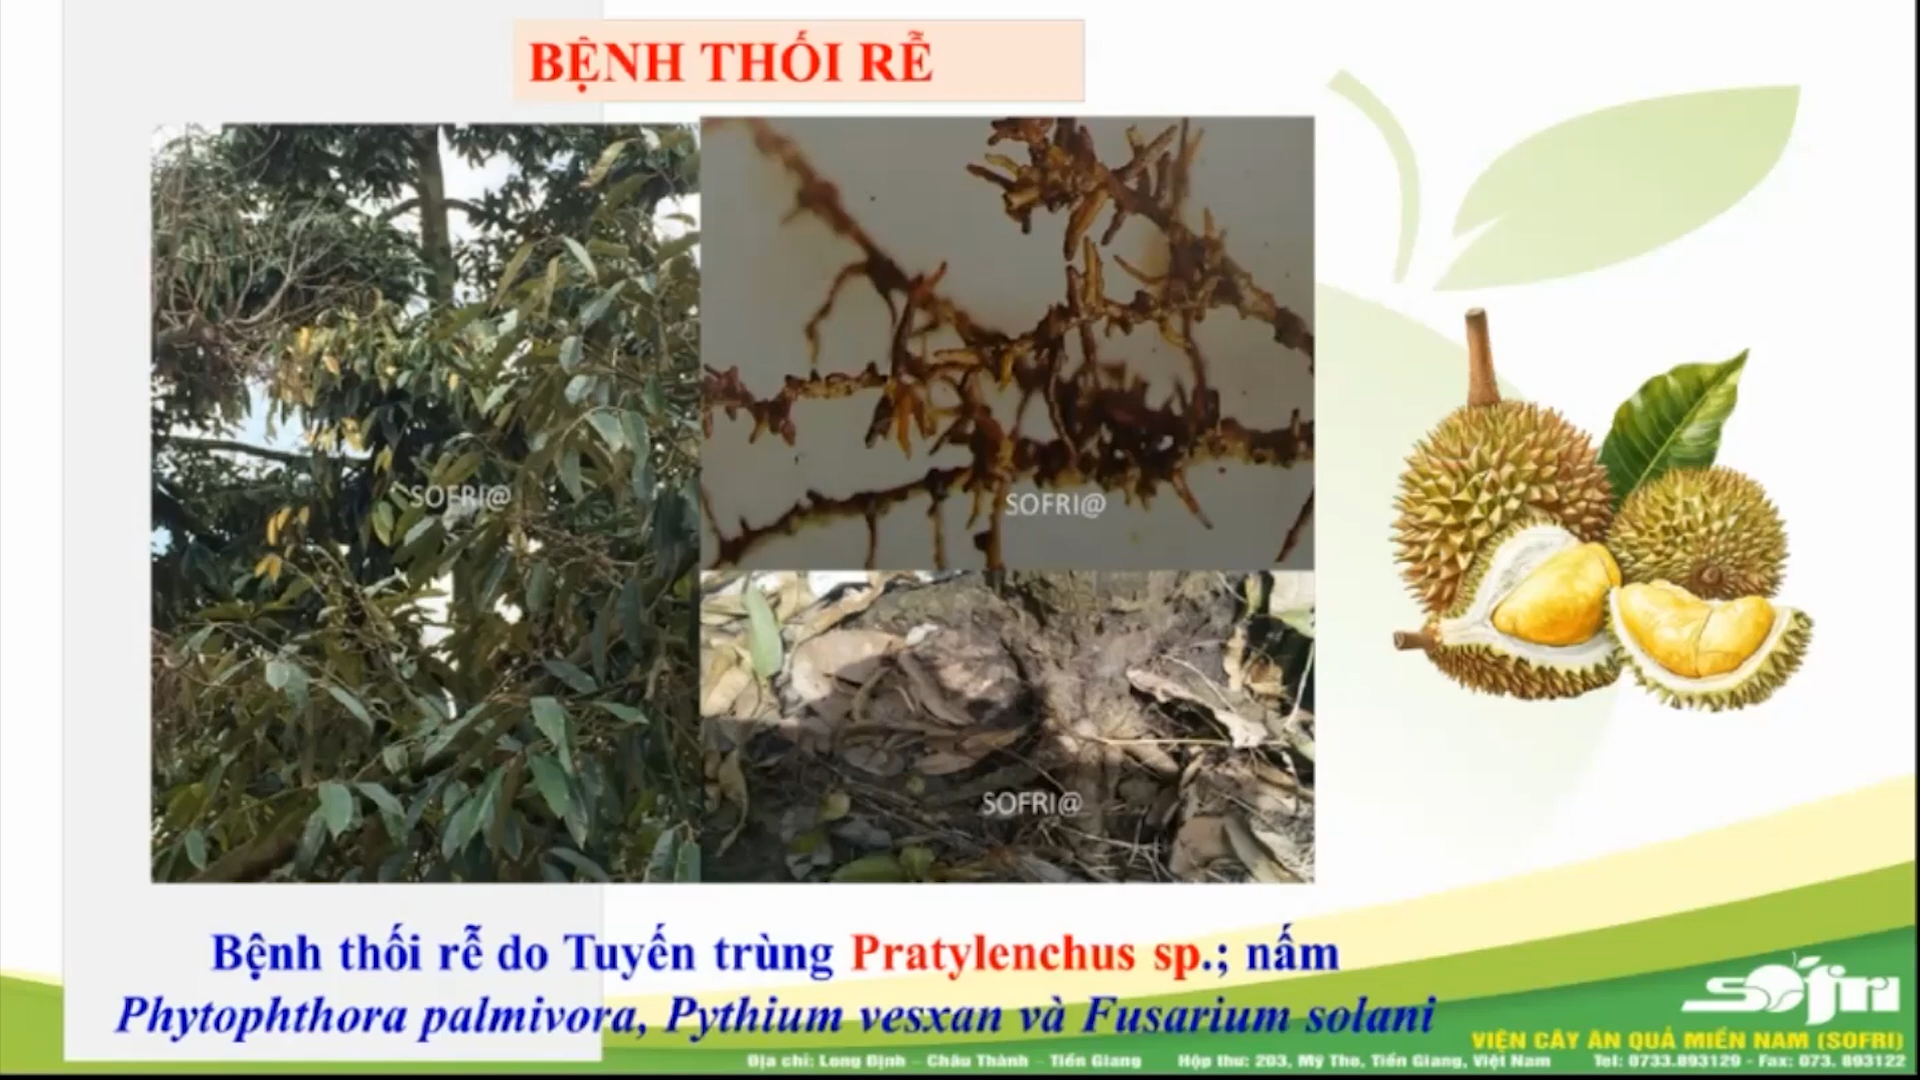 BỆNH THỐI RỄ
SOFRI@
SOFRI@
SOFRI@
Bệnh thối rễ do Tuyến trùng Pratylenchus sp.; nấm
Phytophthora palmivora, Pythium vesxan và Fusarium solani
sofri
VIỆN CÂY ĂN QUẢ MIỀN NAM (SOFRI)
Địa chỉ: Long Định – Châu Thành – Tiền Giang Hộp thư: 203, Mỹ Tho, Tiền Giang, Việt Nam Tel: 0733.893129 - Fax: 073. 893122